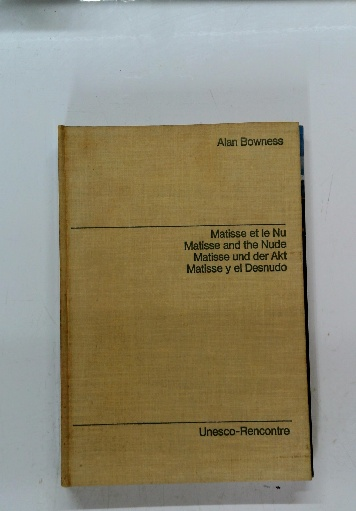 Alan Bowness
Matisse et le Nu
Matisse and the Nude
Matisse und der Akt
Matisse y el Desnudo
Unesco-Rencontre